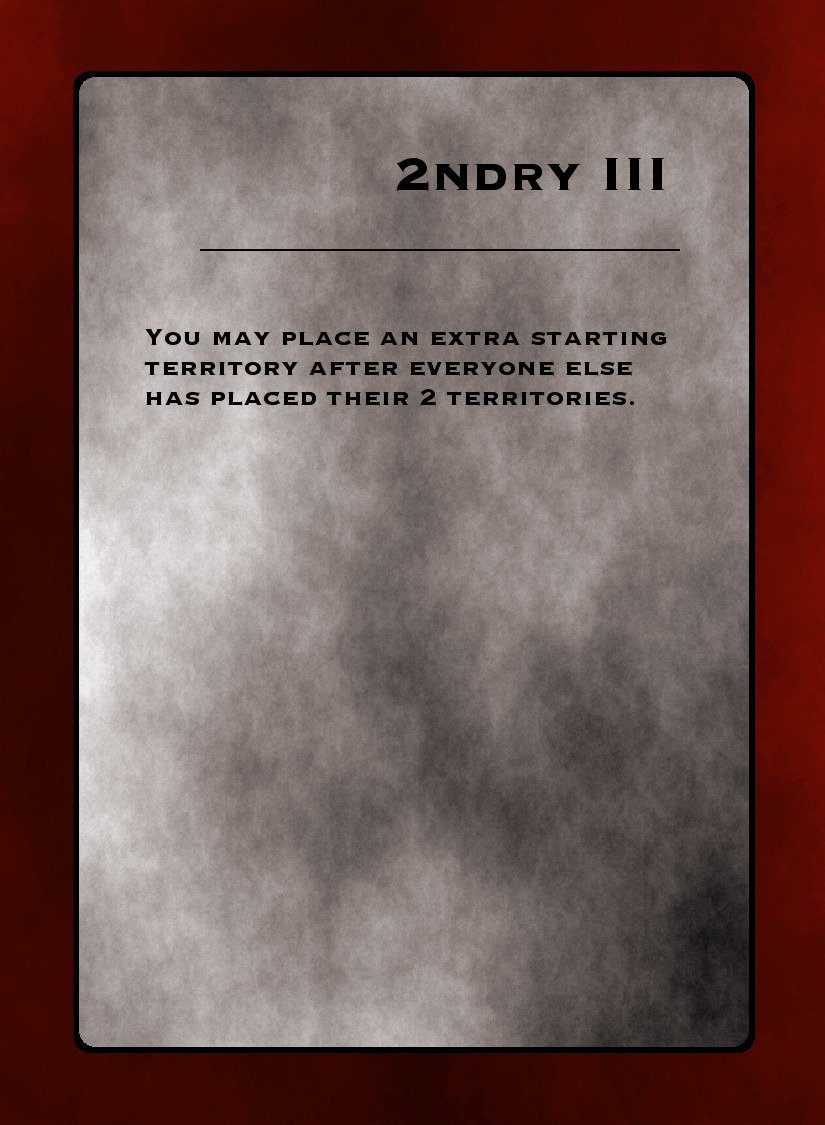 2NDRY III
YOU MAY PLACE AN EXTRA STARTING
TERRITORY AFTER EVERYONE ELSE
HAS PLACED THEIR 2 TERRITORIES.